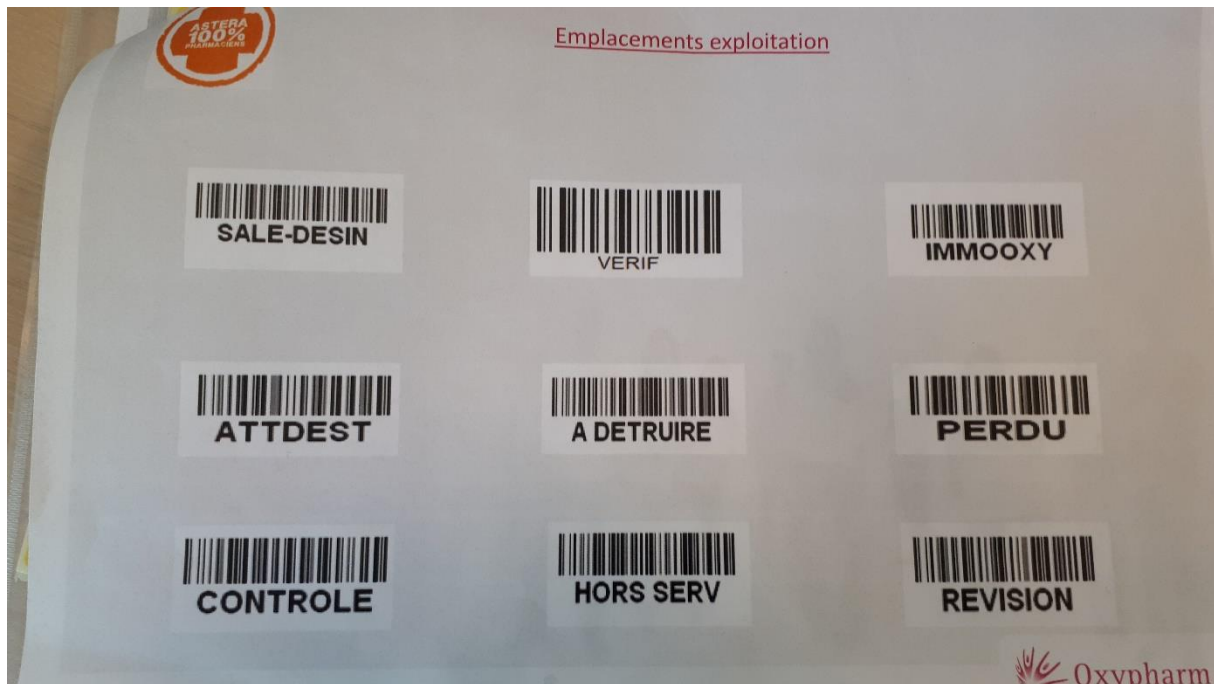 ASTERA
100%
PHARMACIENS
Emplacements exploitation
SALE-DESIN
VERIF
IMMOOXY
ATTDEST
A DETRUIRE
PERDU
CONTROLE
HORS SERV
REVISION
Oxypharm